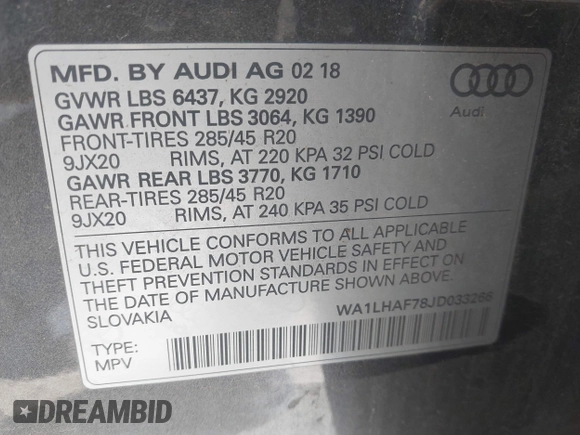 MFD. BY AUDI AG 02 18
GVWR LBS 6437, KG 2920
GAWR FRONT LBS 3064, KG 1390
FRONT-TIRES 285/45 R20
9JX20 RIMS, AT 220 KPA 32 PSI COLD
GAWR REAR LBS 3770, KG 1710
REAR-TIRES 285/45 R20
9JX20 RIMS, AT 240 KPA 35 PSI COLD
THIS VEHICLE CONFORMS TO ALL APPLICABLE
U.S. FEDERAL MOTOR VEHICLE SAFETY AND
THEFT PREVENTION STANDARDS IN EFFECT ON
THE DATE OF MANUFACTURE SHOWN ABOVE.
SLOVAKIA
WA1LHAF78JD033266
TYPE:
MPV
Audi
DREAMBID